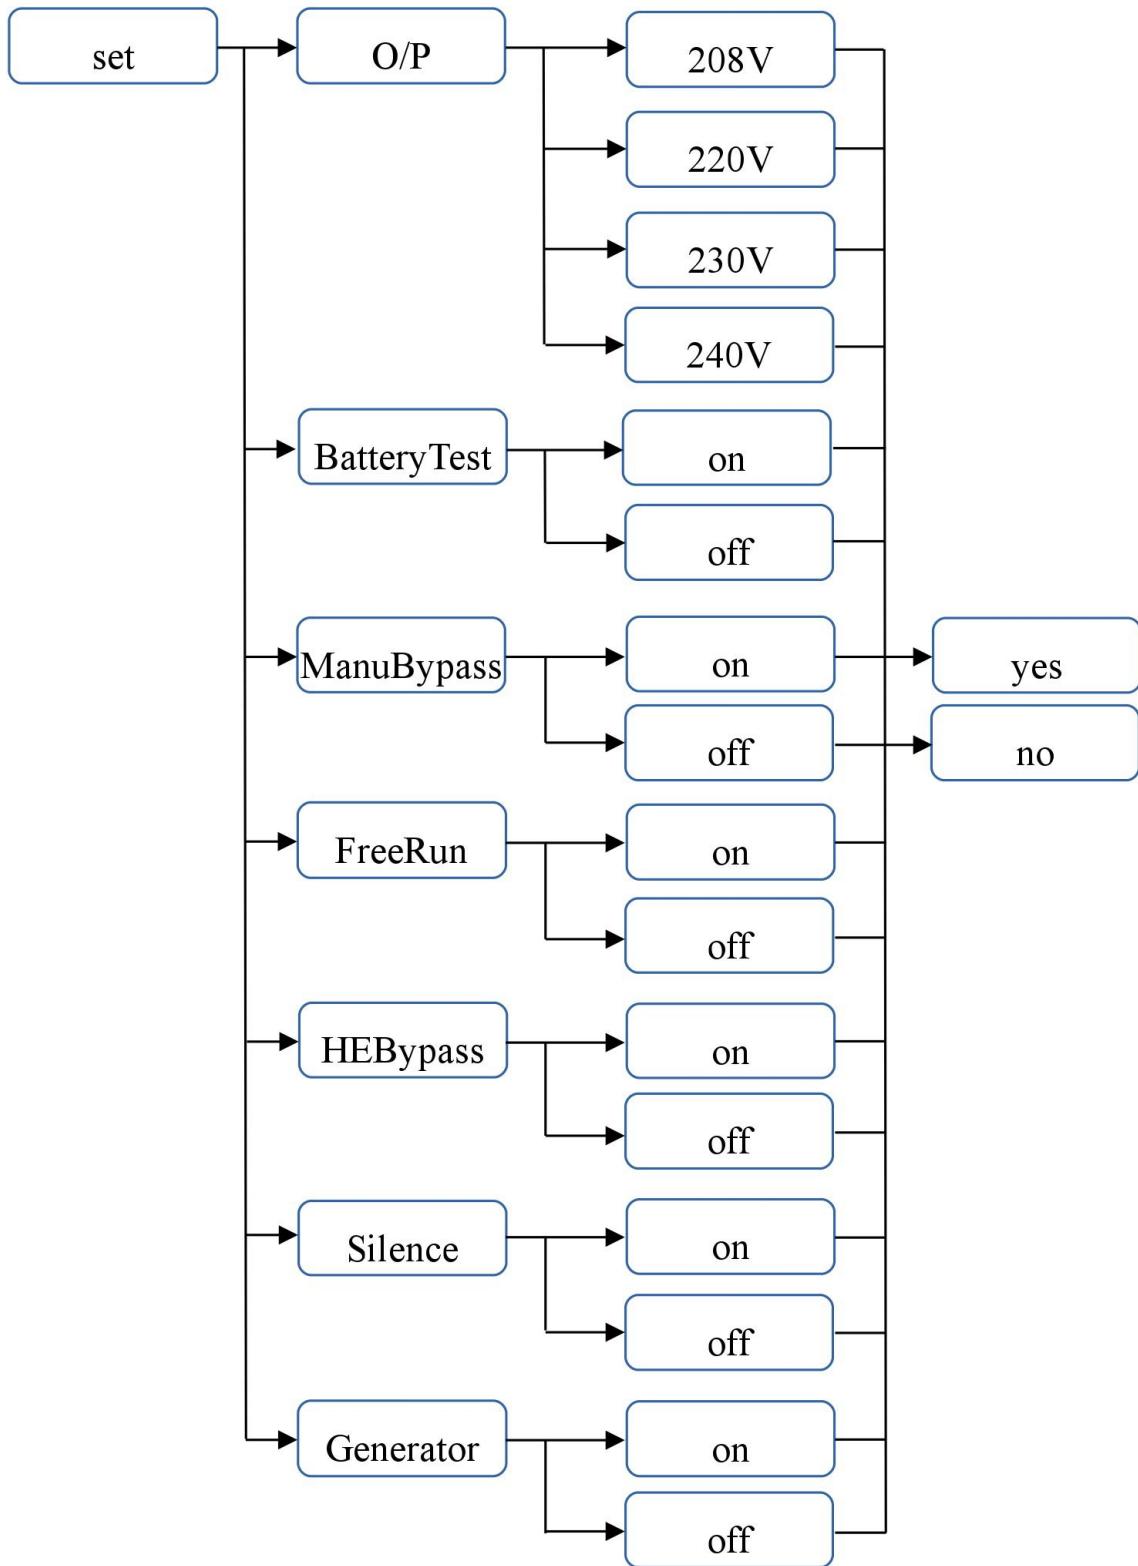 set
O/P
208V
220V
230V
240V
BatteryTest
on
off
ManuBypass
on
yes
off
no
FreeRun
on
off
HEBypass
on
off
Silence
on
off
Generator
on
off